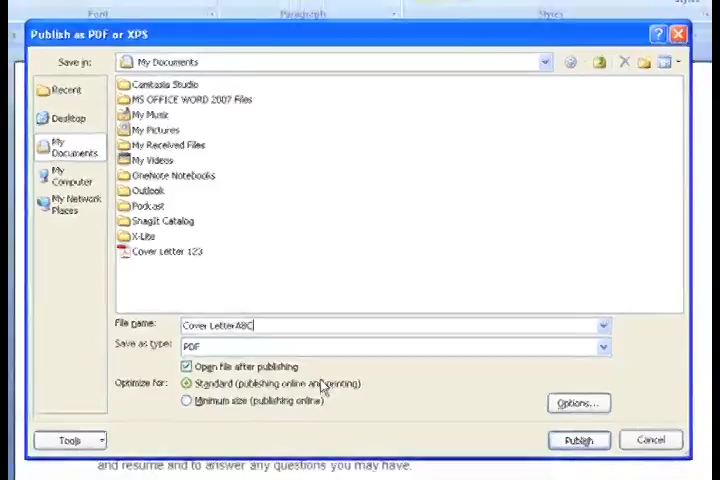 Font Paragraph Styles
Publish as PDF or XPS
Save in: My Documents
Recent
Desktop
My Documents
My Computer
My Network Places
Camtasia Studio
MS OFFICE WORD 2007 Files
My Music
My Pictures
My Received Files
My Videos
OneNote Notebooks
Outlook
Podcast
SnagIt Catalog
X-Lite
Cover Letter 123
File name: Cover LetterABC
Save as type: PDF
Open file after publishing
Optimize for: Standard (publishing online and printing)
Minimum size (publishing online)
Options...
Tools Publish Cancel
and resume and to answer any questions you may have.